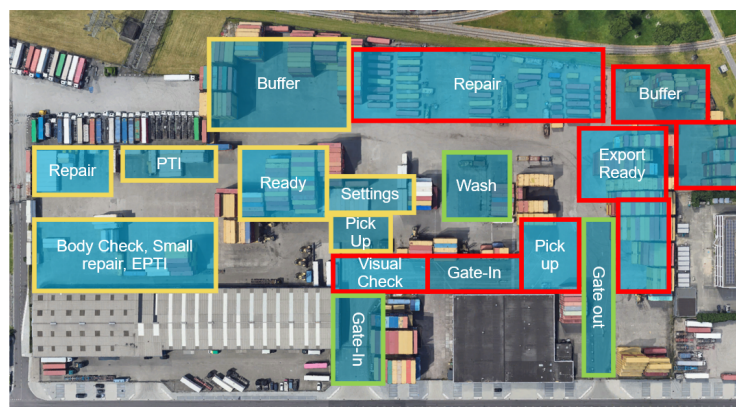 Buffer
Repair
Buffer
Repair
PTI
Ready
Settings
Wash
Export
Ready
Body Check, Small
repair, EPTI
Pick
Up
Visual
Check
Gate-In
Pick
up
Gate out
Gate-In